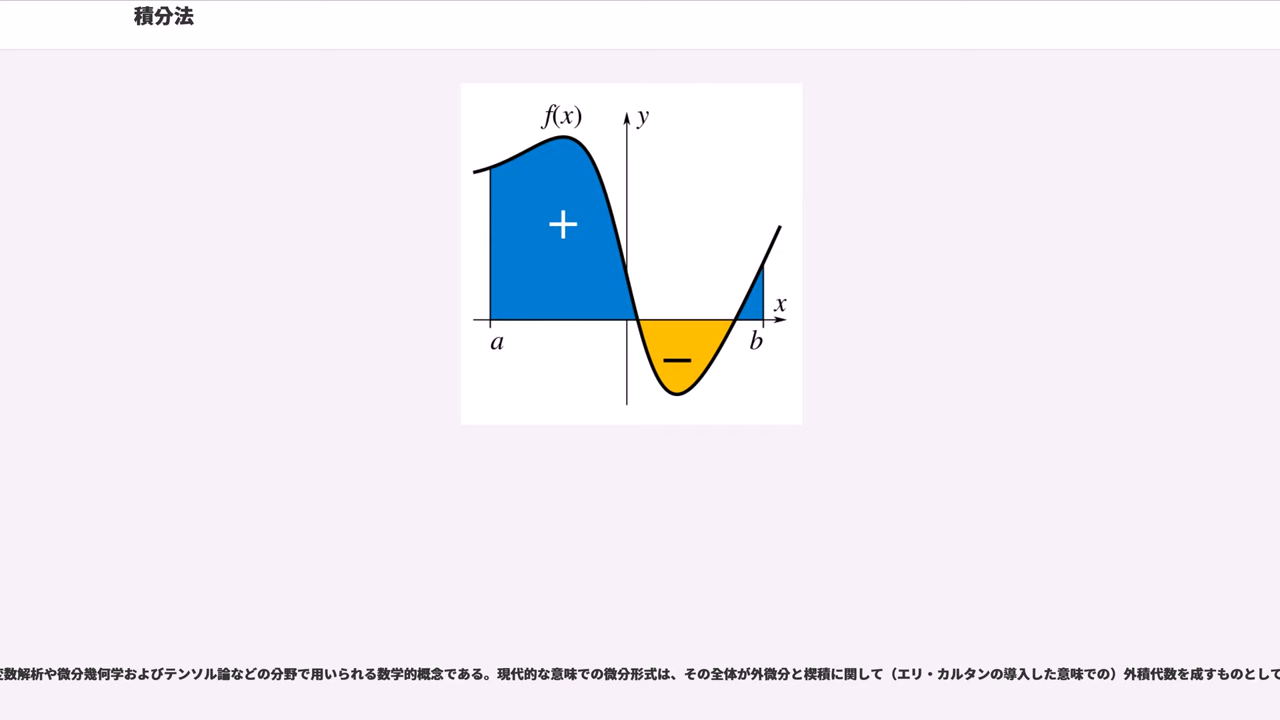 積分法
f(x)
y
+
x
a
b
−
変数解析や微分幾何学およびテンソル論などの分野で用いられる数学的概念である。現代的な意味での微分形式は、その全体が外微分と楔積に関して（エリ・カルタンの導入した意味での）外積代数を成すものとして